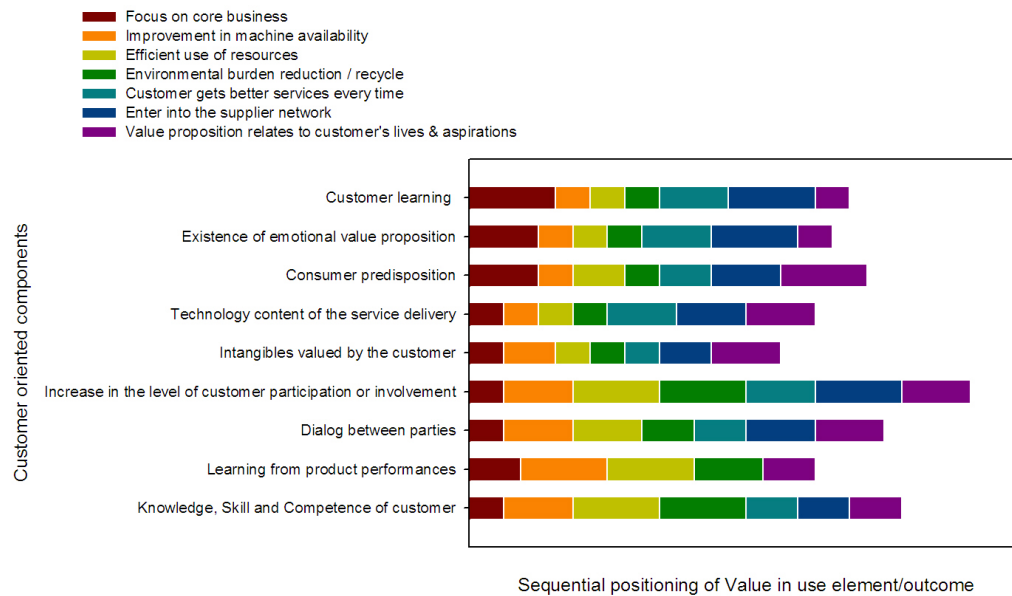 Focus on core business
Improvement in machine availability
Efficient use of resources
Environmental burden reduction / recycle
Customer gets better services every time
Enter into the supplier network
Value proposition relates to customer's lives & aspirations
Customer oriented components
Customer learning
Existence of emotional value proposition
Consumer predisposition
Technology content of the service delivery
Intangibles valued by the customer
Increase in the level of customer participation or involvement
Dialog between parties
Learning from product performances
Knowledge, Skill and Competence of customer
Sequential positioning of Value in use element/outcome